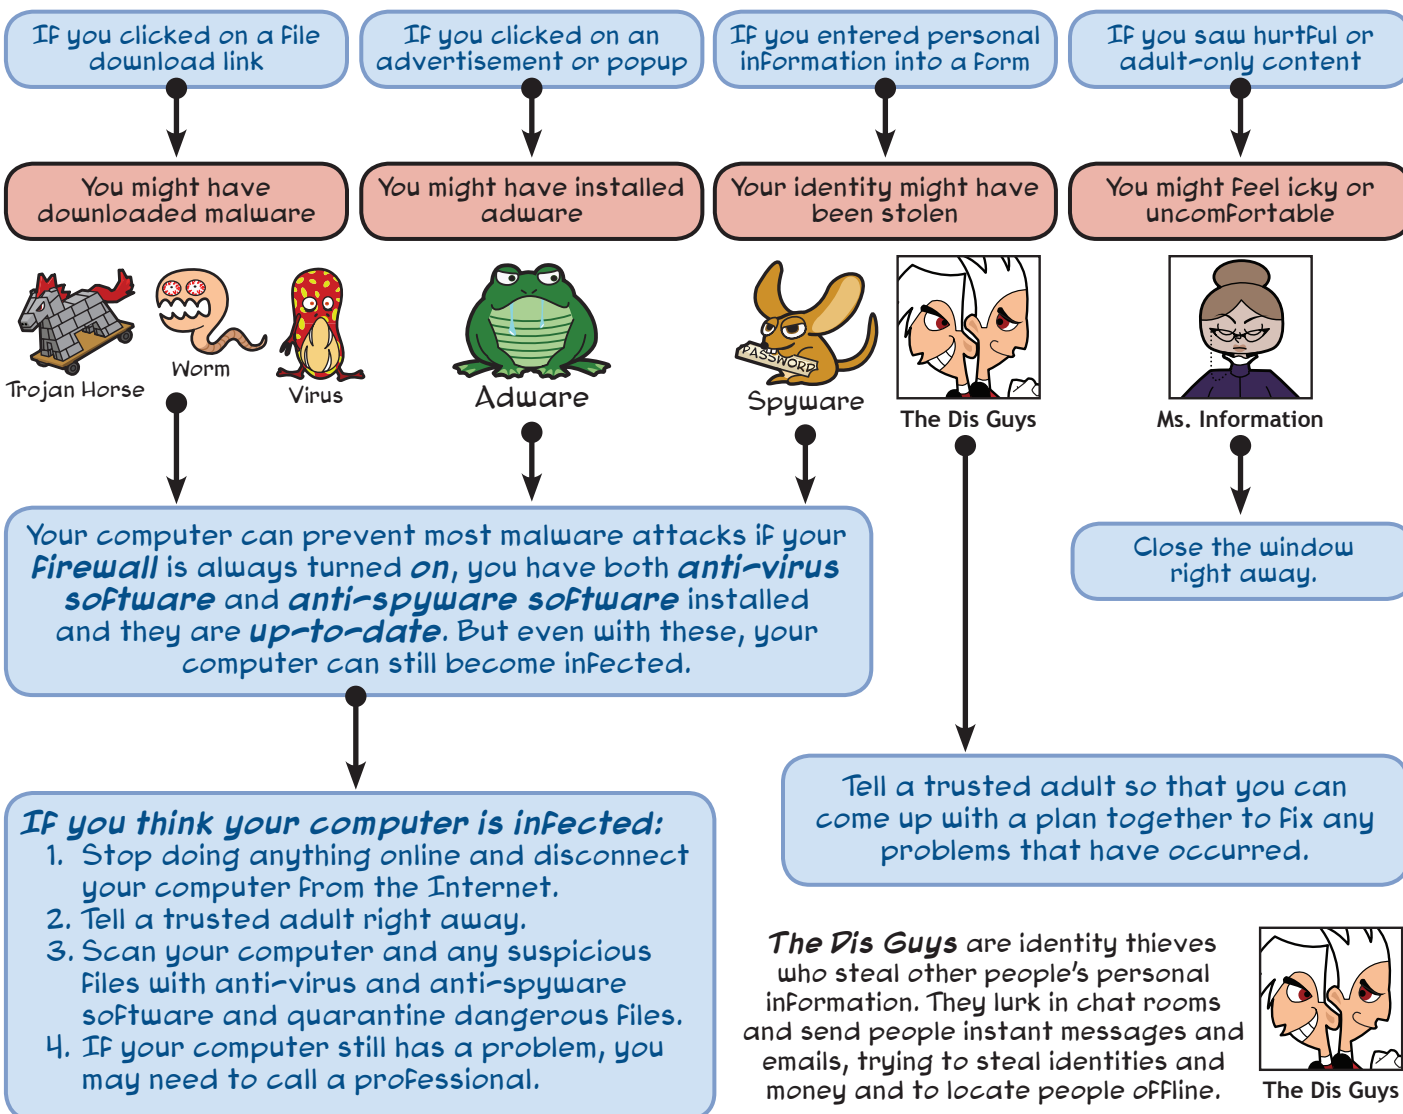 If you clicked on a file
download link
If you clicked on an
advertisement or popup
If you entered personal
information into a form
If you saw hurtful or
adult-only content
You might have
downloaded malware
You might have installed
adware
Your identity might have
been stolen
You might feel icky or
uncomfortable
Trojan Horse
Worm
Virus
Adware
PASSWORD
Spyware
The Dis Guys
Ms. Information
Your computer can prevent most malware attacks if your
firewall is always turned on, you have both anti-virus
software and anti-spyware software installed
and they are up-to-date. But even with these, your
computer can still become infected.
Close the window
right away.
If you think your computer is infected:
1. Stop doing anything online and disconnect
your computer from the Internet.
2. Tell a trusted adult right away.
3. Scan your computer and any suspicious
files with anti-virus and anti-spyware
software and quarantine dangerous files.
4. If your computer still has a problem, you
may need to call a professional.
Tell a trusted adult so that you can
come up with a plan together to fix any
problems that have occurred.
The Dis Guys are identity thieves
who steal other people's personal
information. They lurk in chat rooms
and send people instant messages and
emails, trying to steal identities and
money and to locate people offline.
The Dis Guys